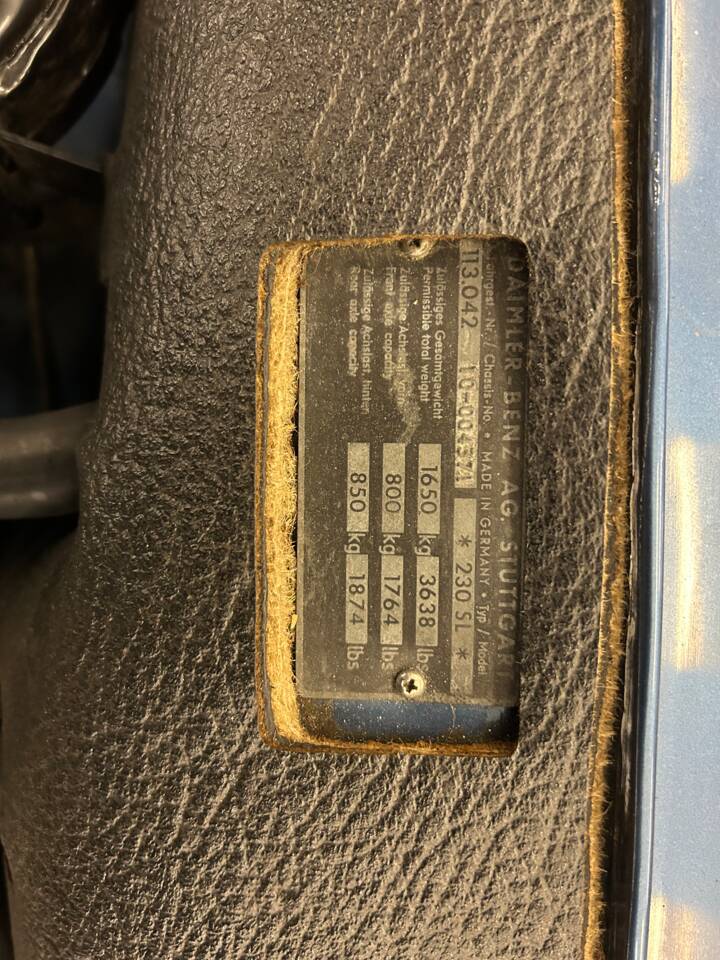 DAIMLER-BENZ AG. STUTTGART
Fahrgest.-Nr./Chassis-No. • MADE IN GERMANY • Typ / Model
113.042 - 10-004571 * 230 SL *
Zulässiges Gesamtgewicht
Permissible total weight 1650 kg 3638 lbs
Zulässige Achslast vorn
Front axle capacity 800 kg 1764 lbs
Zulässige Achslast hinten
Rear axle capacity 850 kg 1874 lbs